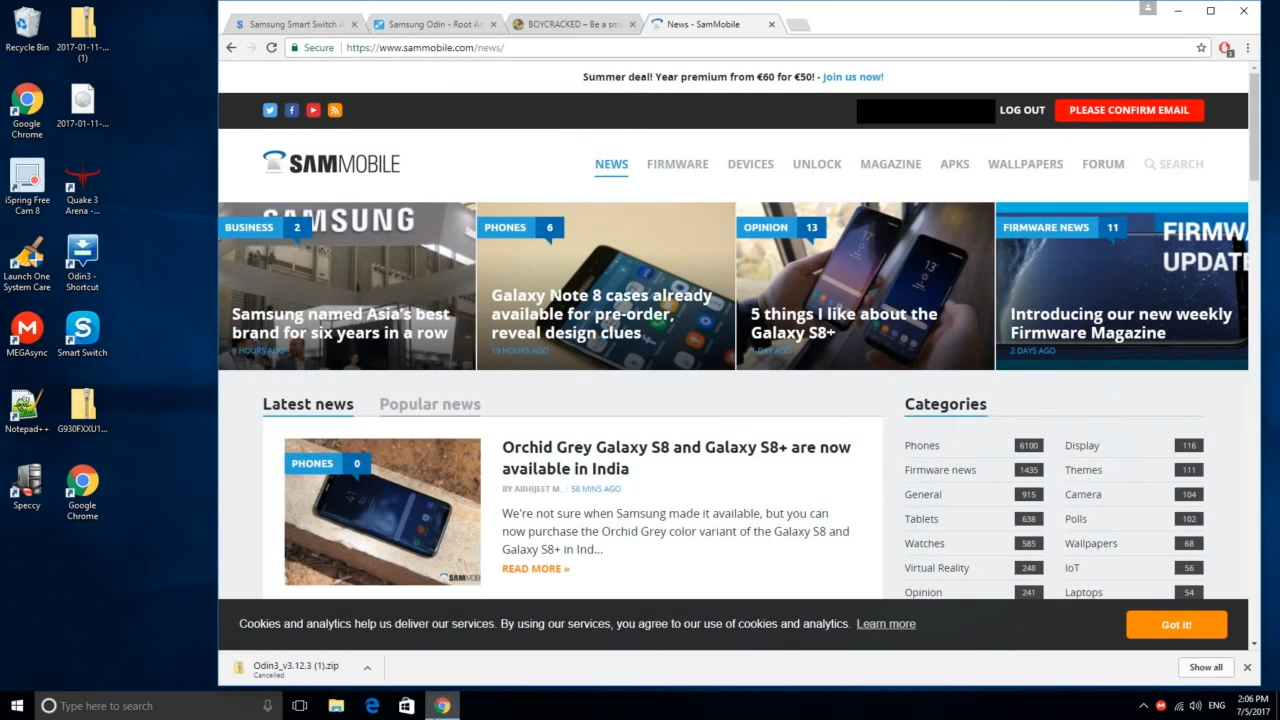 Recycle Bin
2017-01-11-...
(1)
Google
Chrome
2017-01-11-...
iSpring Free
Cam 8
Quake 3
Arena -...
Launch One
System Care
Odin3 -
Shortcut
MEGAsync
Smart Switch
Notepad++
G930FXXU1...
Speccy
Google
Chrome
Samsung Smart Switch A
Samsung Odin - Root A
BOYCRACKED – Be a sm
News - SamMobile
Secure
https://www.sammobile.com/news/
Summer deal! Year premium from €60 for €50! - Join us now!
LOG OUT
PLEASE CONFIRM EMAIL
SAMMOBILE
NEWS FIRMWARE DEVICES UNLOCK MAGAZINE APKS WALLPAPERS FORUM SEARCH
SAMSUNG
BUSINESS 2
Samsung named Asia's best
brand for six years in a row
9 HOURS AGO
PHONES 6
Galaxy Note 8 cases already
available for pre-order,
reveal design clues
19 HOURS AGO
OPINION 13
5 things I like about the
Galaxy S8+
1 DAY AGO
FIRMWARE NEWS 11
FIRMW
UPDATE
Introducing our new weekly
Firmware Magazine
2 DAYS AGO
Latest news Popular news
PHONES 0
SAMMOBI
Orchid Grey Galaxy S8 and Galaxy S8+ are now
available in India
BY ABHIJEET M. / 58 MINS AGO
We're not sure when Samsung made it available, but you can
now purchase the Orchid Grey color variant of the Galaxy S8 and
Galaxy S8+ in Ind...
READ MORE »
Categories
Phones 6100 Display 116
Firmware news 1435 Themes 111
General 915 Camera 104
Tablets 638 Polls 102
Watches 585 Wallpapers 68
Virtual Reality 248 IoT 56
Opinion 241 Laptops 54
Cookies and analytics help us deliver our services. By using our services, you agree to our use of cookies and analytics. Learn more
Got it!
Odin3_v3.12.3 (1).zip
Cancelled
Show all
Type here to search
ENG
2:06 PM
7/5/2017